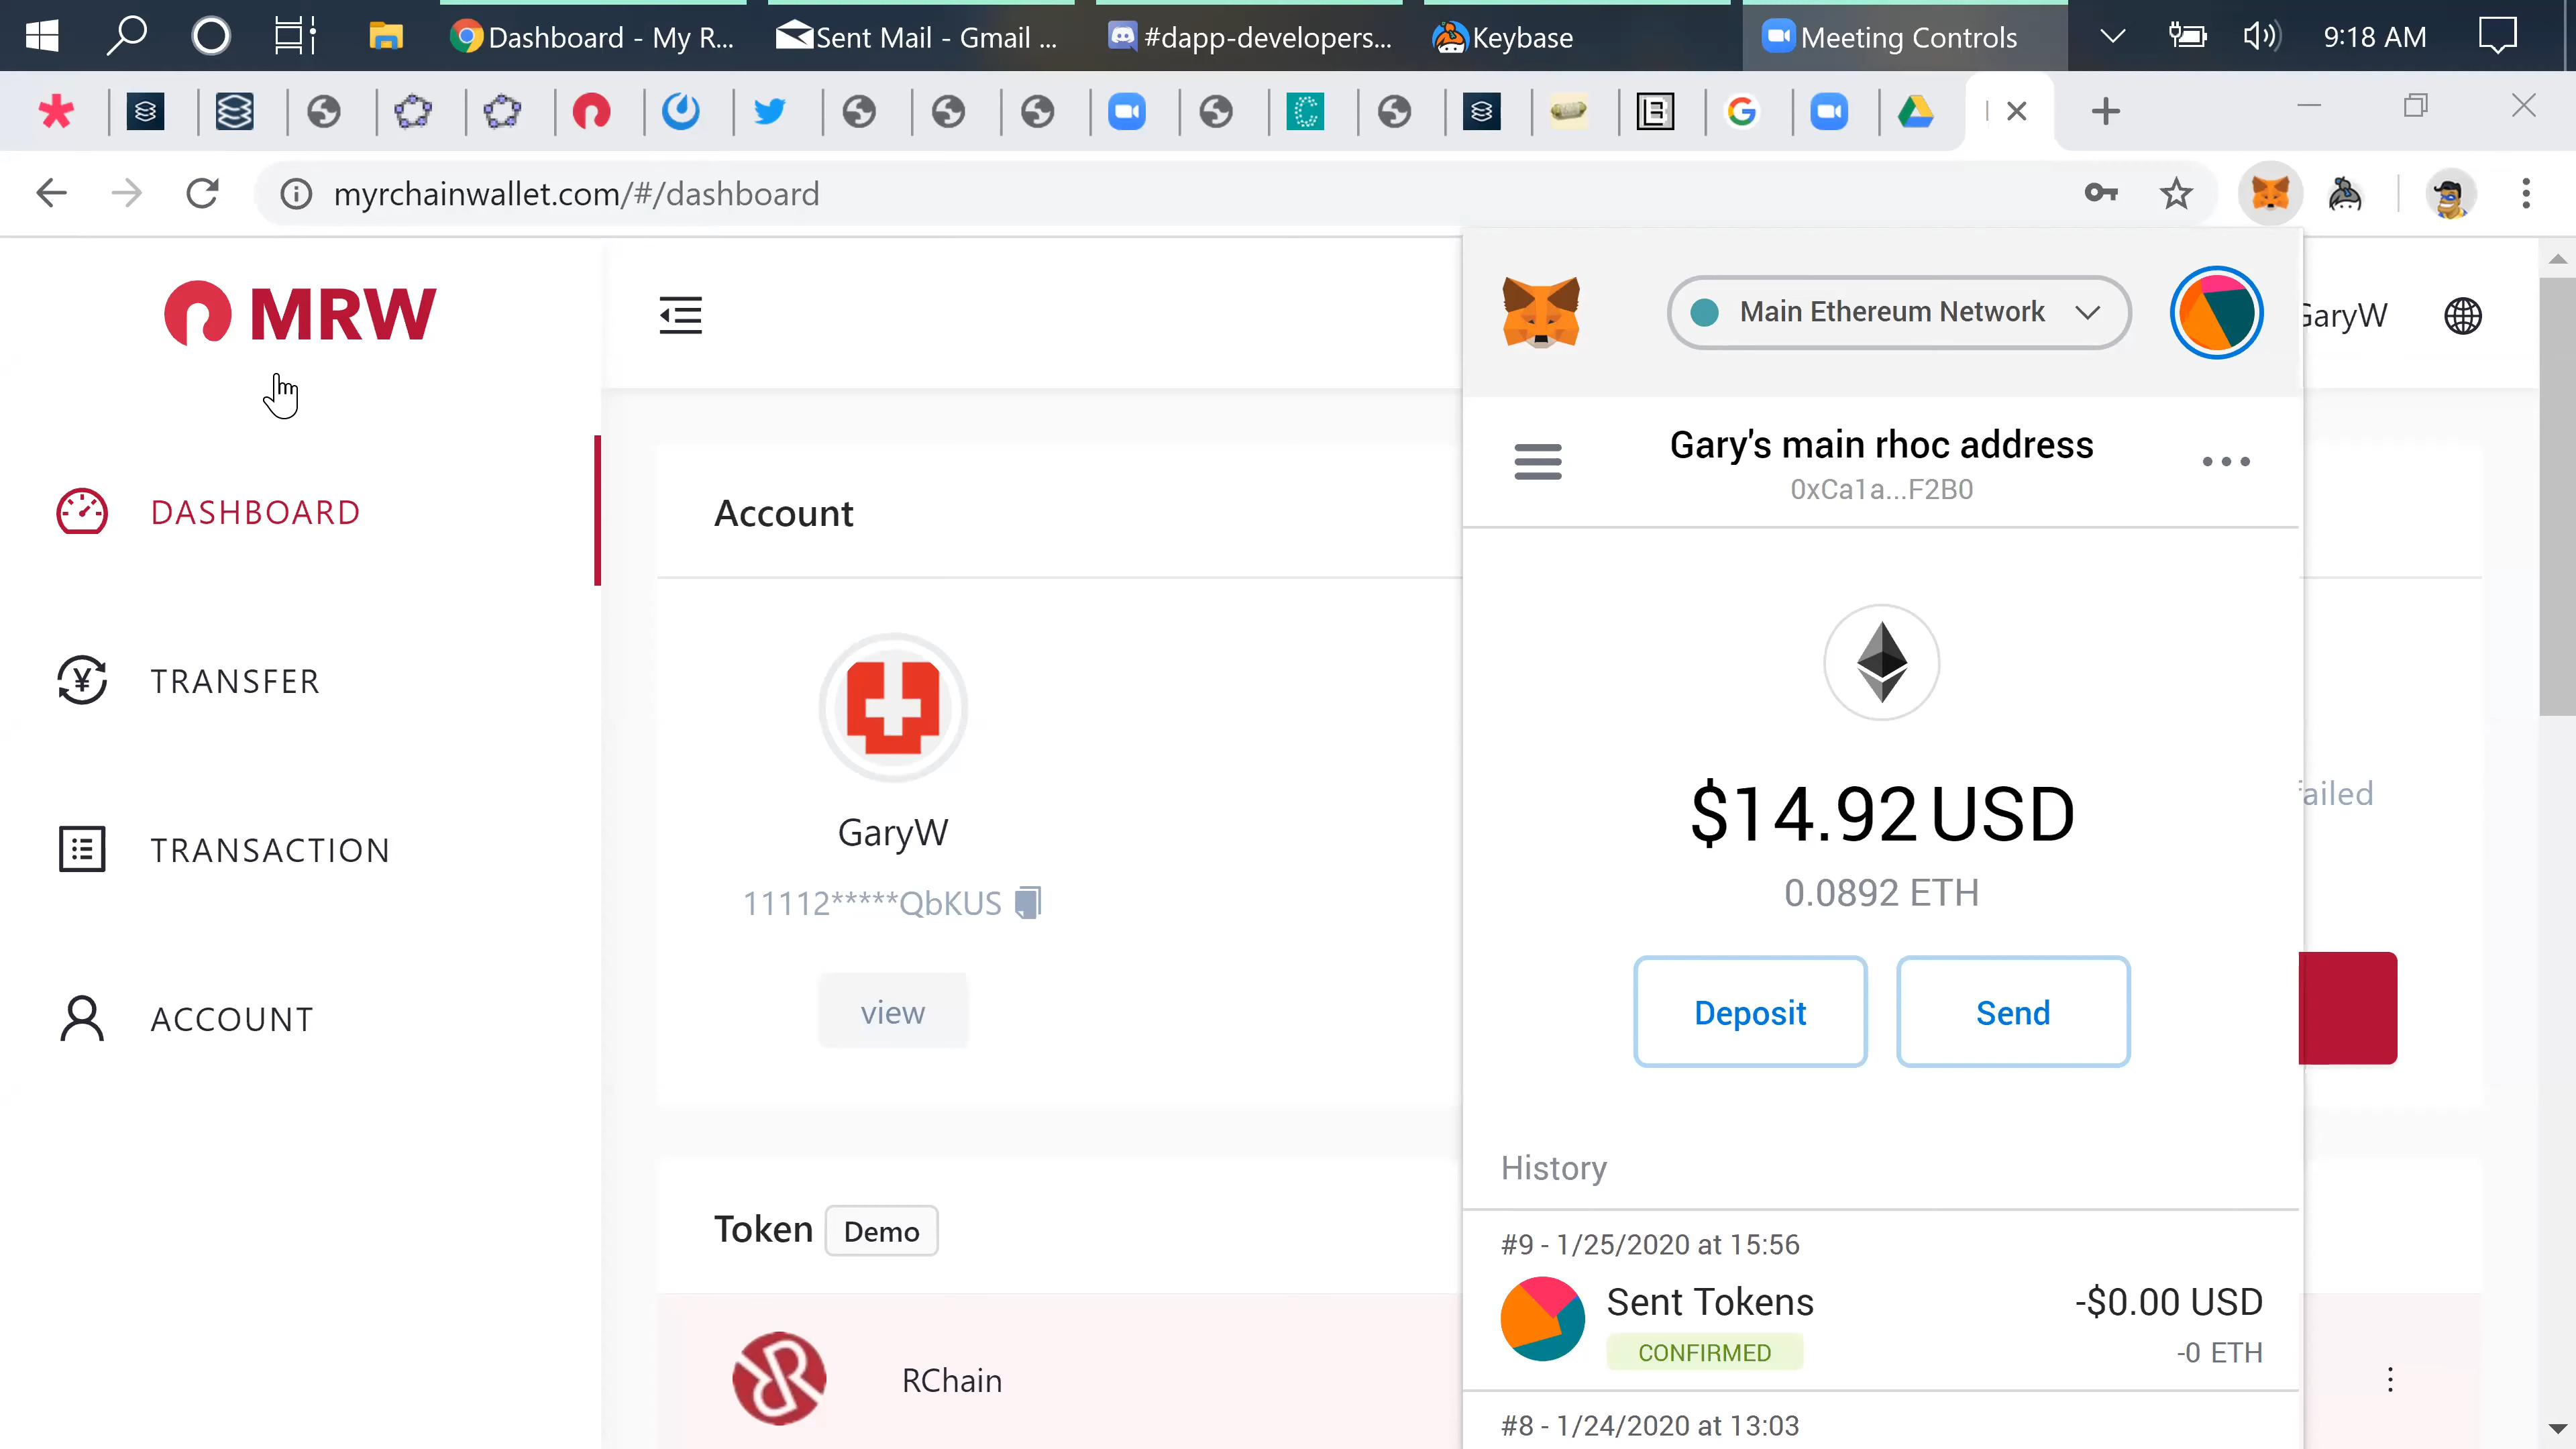 Dashboard - My R...
Sent Mail - Gmail ...
#dapp-developers...
Keybase
Meeting Controls
9:18 AM
myrchainwallet.com/#/dashboard
MRW
Main Ethereum Network
GaryW
Gary's main rhoc address
0xCa1a...F2B0
DASHBOARD
Account
TRANSFER
$14.92 USD
failed
GaryW
TRANSACTION
0.0892 ETH
11112*****QbKUS
view
Deposit
Send
ACCOUNT
History
Token
Demo
#9 - 1/25/2020 at 15:56
Sent Tokens
-$0.00 USD
CONFIRMED
-0 ETH
RChain
#8 - 1/24/2020 at 13:03